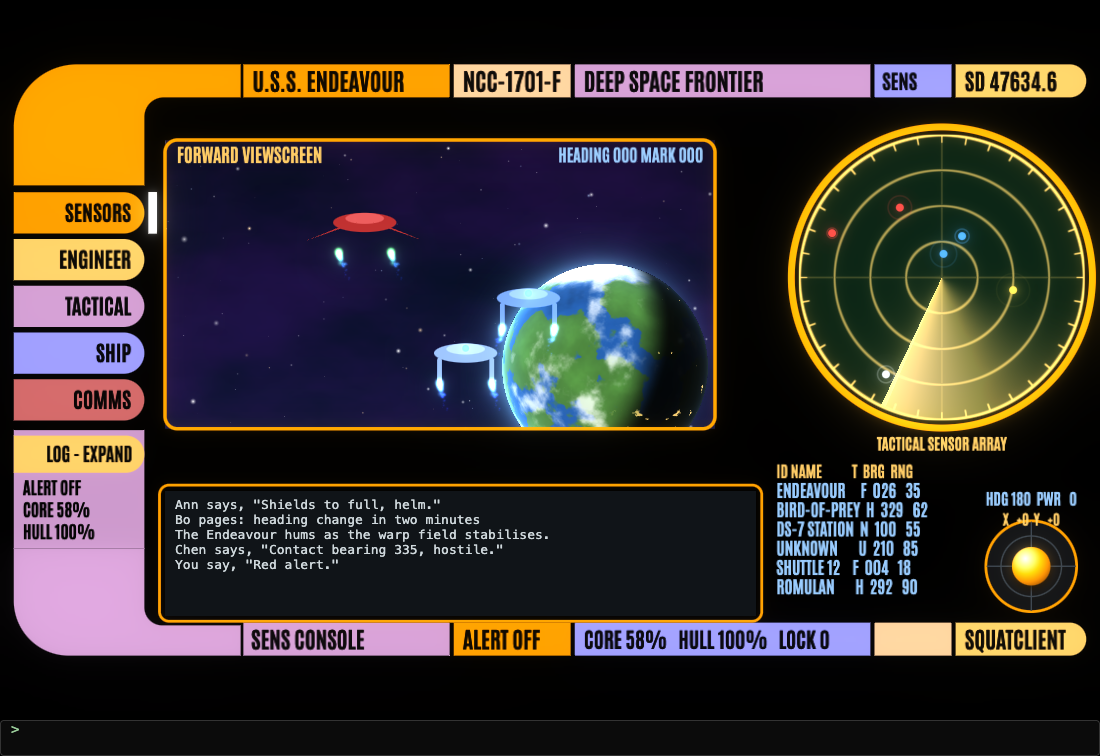 U.S.S. ENDEAVOUR NCC-1701-F DEEP SPACE FRONTIER SENS SD 47634.6
FORWARD VIEWSCREEN HEADING 000 MARK 000
SENSORS
ENGINEER
TACTICAL
SHIP
COMMS
LOG - EXPAND
ALERT OFF
CORE 58%
HULL 100%
TACTICAL SENSOR ARRAY
ID NAME T BRG RNG
ENDEAVOUR F 026 35
BIRD-OF-PREY H 329 62
DS-7 STATION N 100 55
UNKNOWN U 210 85
SHUTTLE 12 F 004 18
ROMULAN H 292 90
HDG 180 PWR 0
X +0 Y +0
Ann says, "Shields to full, helm."
Bo pages: heading change in two minutes
The Endeavour hums as the warp field stabilises.
Chen says, "Contact bearing 335, hostile."
You say, "Red alert."
SENS CONSOLE ALERT OFF CORE 58% HULL 100% LOCK 0 SQUATCLIENT
>